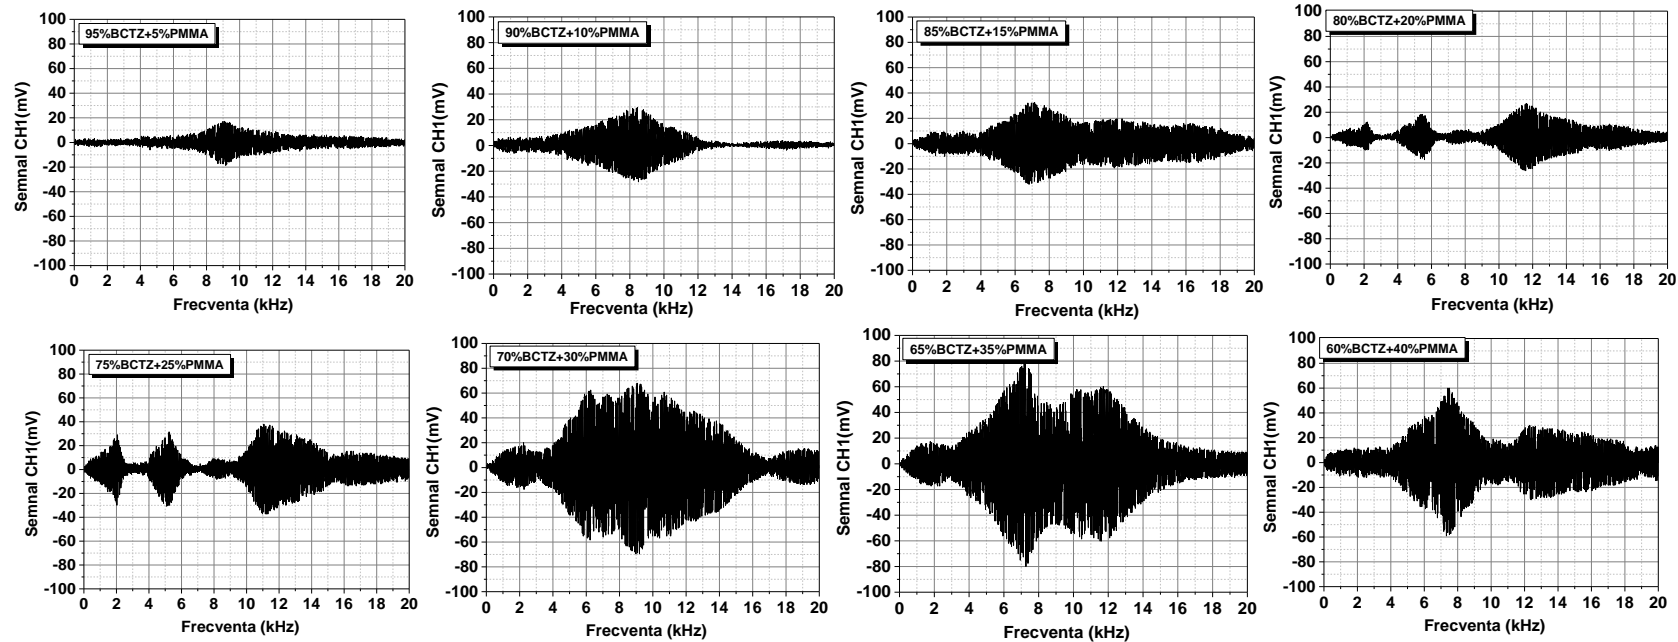 95%BCTZ+5%PMMA
100
80
60
40
20
0
-20
-40
-60
-80
-100
Semnal CH1(mV)
0 2 4 6 8 10 12 14 16 18 20
Frecventa (kHz)
90%BCTZ+10%PMMA
100
80
60
40
20
0
-20
-40
-60
-80
-100
Semnal CH1(mV)
0 2 4 6 8 10 12 14 16 18 20
Frecventa (kHz)
85%BCTZ+15%PMMA
100
80
60
40
20
0
-20
-40
-60
-80
-100
Semnal CH1(mV)
0 2 4 6 8 10 12 14 16 18 20
Frecventa (kHz)
80%BCTZ+20%PMMA
100
80
60
40
20
0
-20
-40
-60
-80
-100
Semnal CH1(mV)
0 2 4 6 8 10 12 14 16 18 20
Frecventa (kHz)
75%BCTZ+25%PMMA
100
80
60
40
20
0
-20
-40
-60
-80
-100
Semnal CH1(mV)
0 2 4 6 8 10 12 14 16 18 20
Frecventa (kHz)
70%BCTZ+30%PMMA
100
80
60
40
20
0
-20
-40
-60
-80
-100
Semnal CH1(mV)
0 2 4 6 8 10 12 14 16 18 20
Frecventa (kHz)
65%BCTZ+35%PMMA
100
80
60
40
20
0
-20
-40
-60
-80
-100
Semnal CH1(mV)
0 2 4 6 8 10 12 14 16 18 20
Frecventa (kHz)
60%BCTZ+40%PMMA
100
80
60
40
20
0
-20
-40
-60
-80
-100
Semnal CH1(mV)
0 2 4 6 8 10 12 14 16 18 20
Frecventa (kHz)